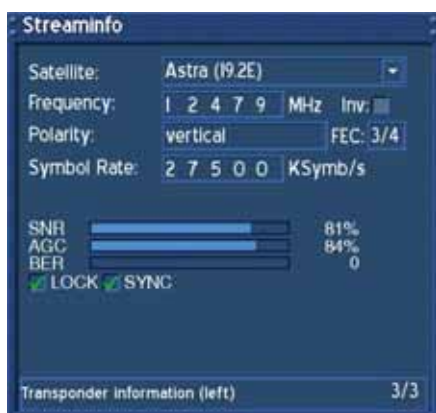 Streaminfo
Satellite: Astra (19.2E)
Frequency: 1 2 4 7 9 MHz Inv:
Polarity: vertical FEC: 3/4
Symbol Rate: 2 7 5 0 0 KSymb/s
SNR 81%
AGC 84%
BER 0
LOCK SYNC
Transponder information (left) 3/3